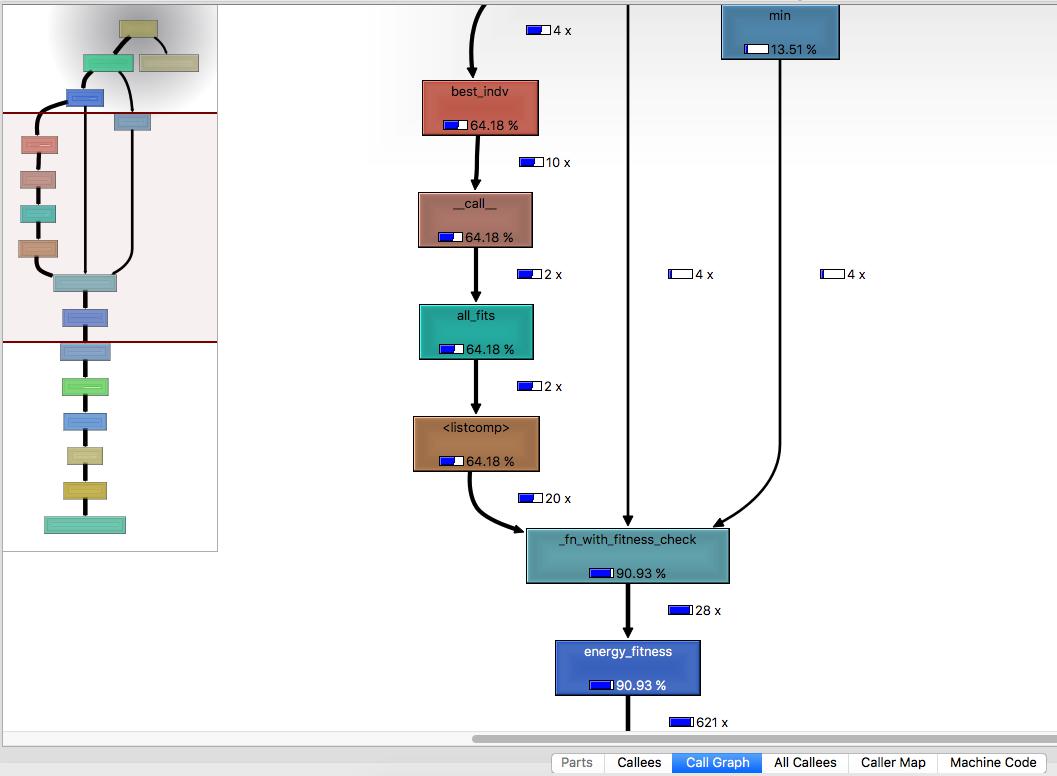 min
4 x
13.51 %
best_indv
64.18 %
10 x
__call__
64.18 %
2 x
4 x
4 x
all_fits
64.18 %
2 x
<listcomp>
64.18 %
20 x
_fn_with_fitness_check
90.93 %
28 x
energy_fitness
90.93 %
621 x
Parts
Callees
Call Graph
All Callees
Caller Map
Machine Code